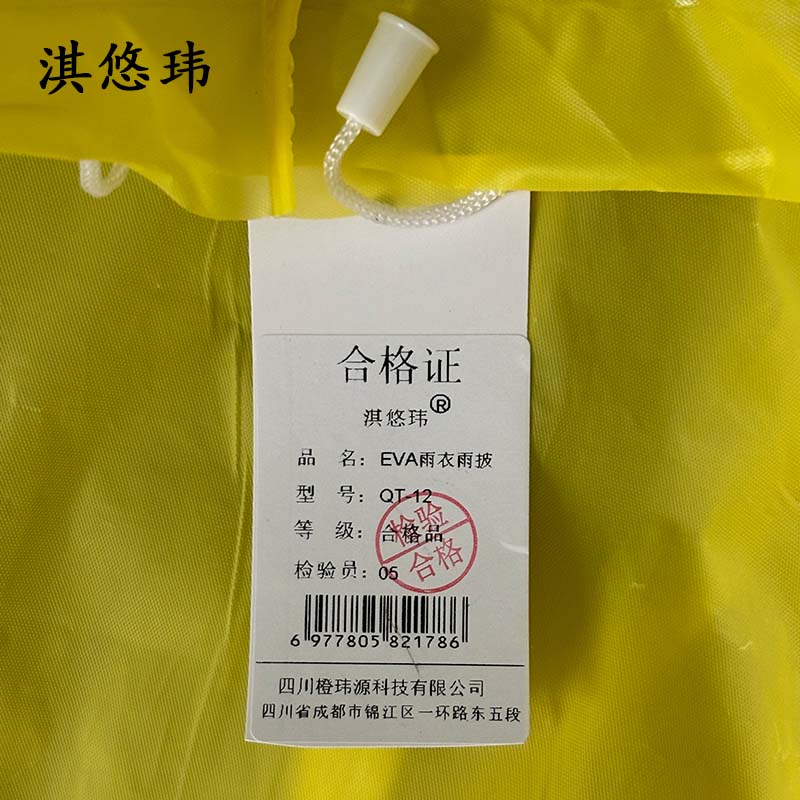 淇悠玮
合格证
淇悠玮®
品 名：EVA雨衣雨披
型 号：QT-12
等 级：合格品
检验员：05
检验
合格
6 977805 821786
四川橙玮源科技有限公司
四川省成都市锦江区一环路东五段